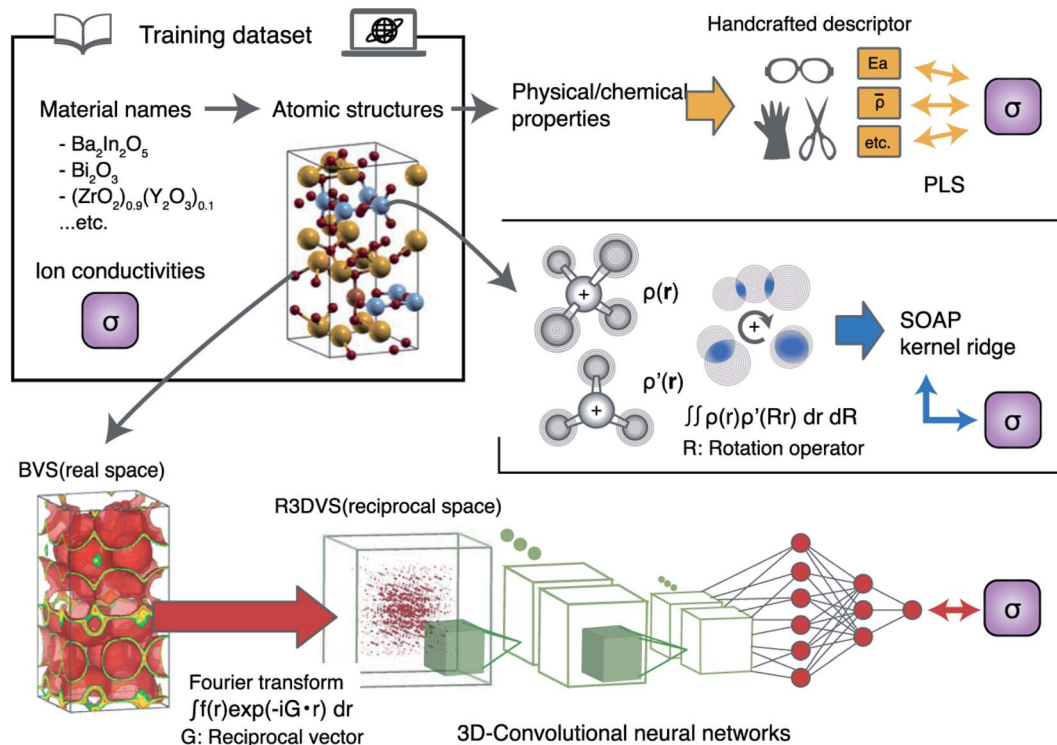 Training dataset
Material names
Atomic structures
- Ba₂In₂O₅
- Bi₂O₃
- (ZrO₂)₀.₉(Y₂O₃)₀.₁
...etc.
Ion conductivities
σ
Physical/chemical
properties
Handcrafted descriptor
Ea
ρ̄
etc.
σ
PLS
ρ(r)
ρ'(r)
∫∫ ρ(r)ρ'(Rr) dr dR
R: Rotation operator
SOAP
kernel ridge
σ
BVS(real space)
R3DVS(reciprocal space)
Fourier transform
∫f(r)exp(-iG•r) dr
G: Reciprocal vector
3D-Convolutional neural networks
σ